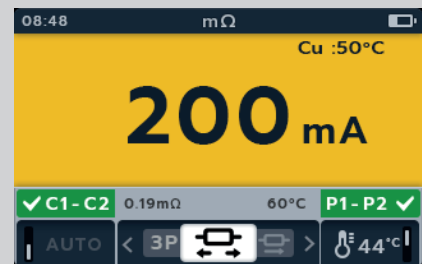 08:48 mΩ
Cu :50°C
200 mA
✓ C1-C2 0.19mΩ 60°C P1-P2 ✓
AUTO < 3P > 44°C